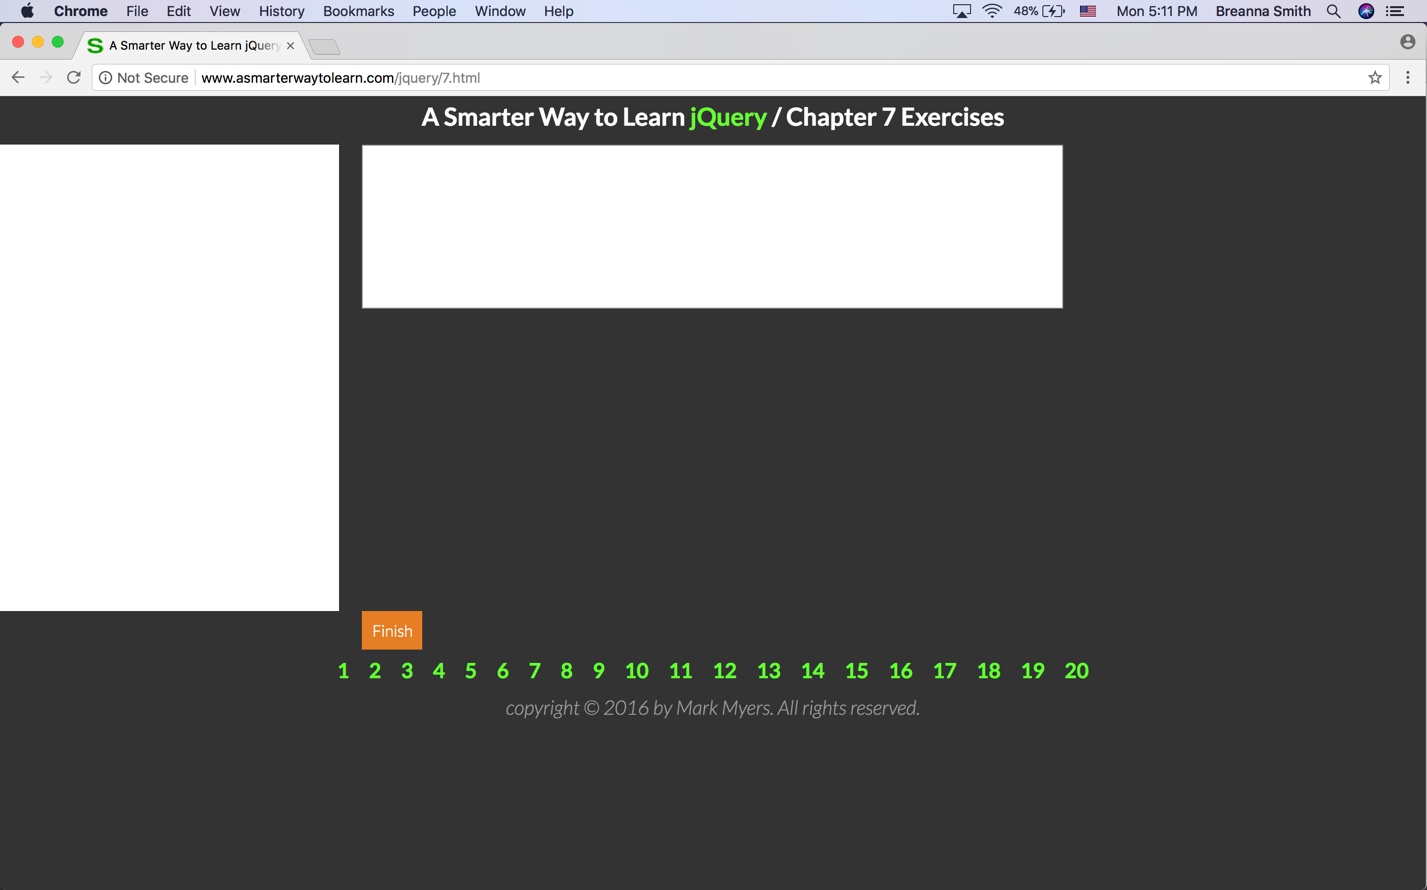 Chrome File Edit View History Bookmarks People Window Help 48% Mon 5:11 PM Breanna Smith
S A Smarter Way to Learn jQuery
Not Secure www.asmarterwaytolearn.com/jquery/7.html
A Smarter Way to Learn jQuery / Chapter 7 Exercises
Finish
1 2 3 4 5 6 7 8 9 10 11 12 13 14 15 16 17 18 19 20
copyright © 2016 by Mark Myers. All rights reserved.